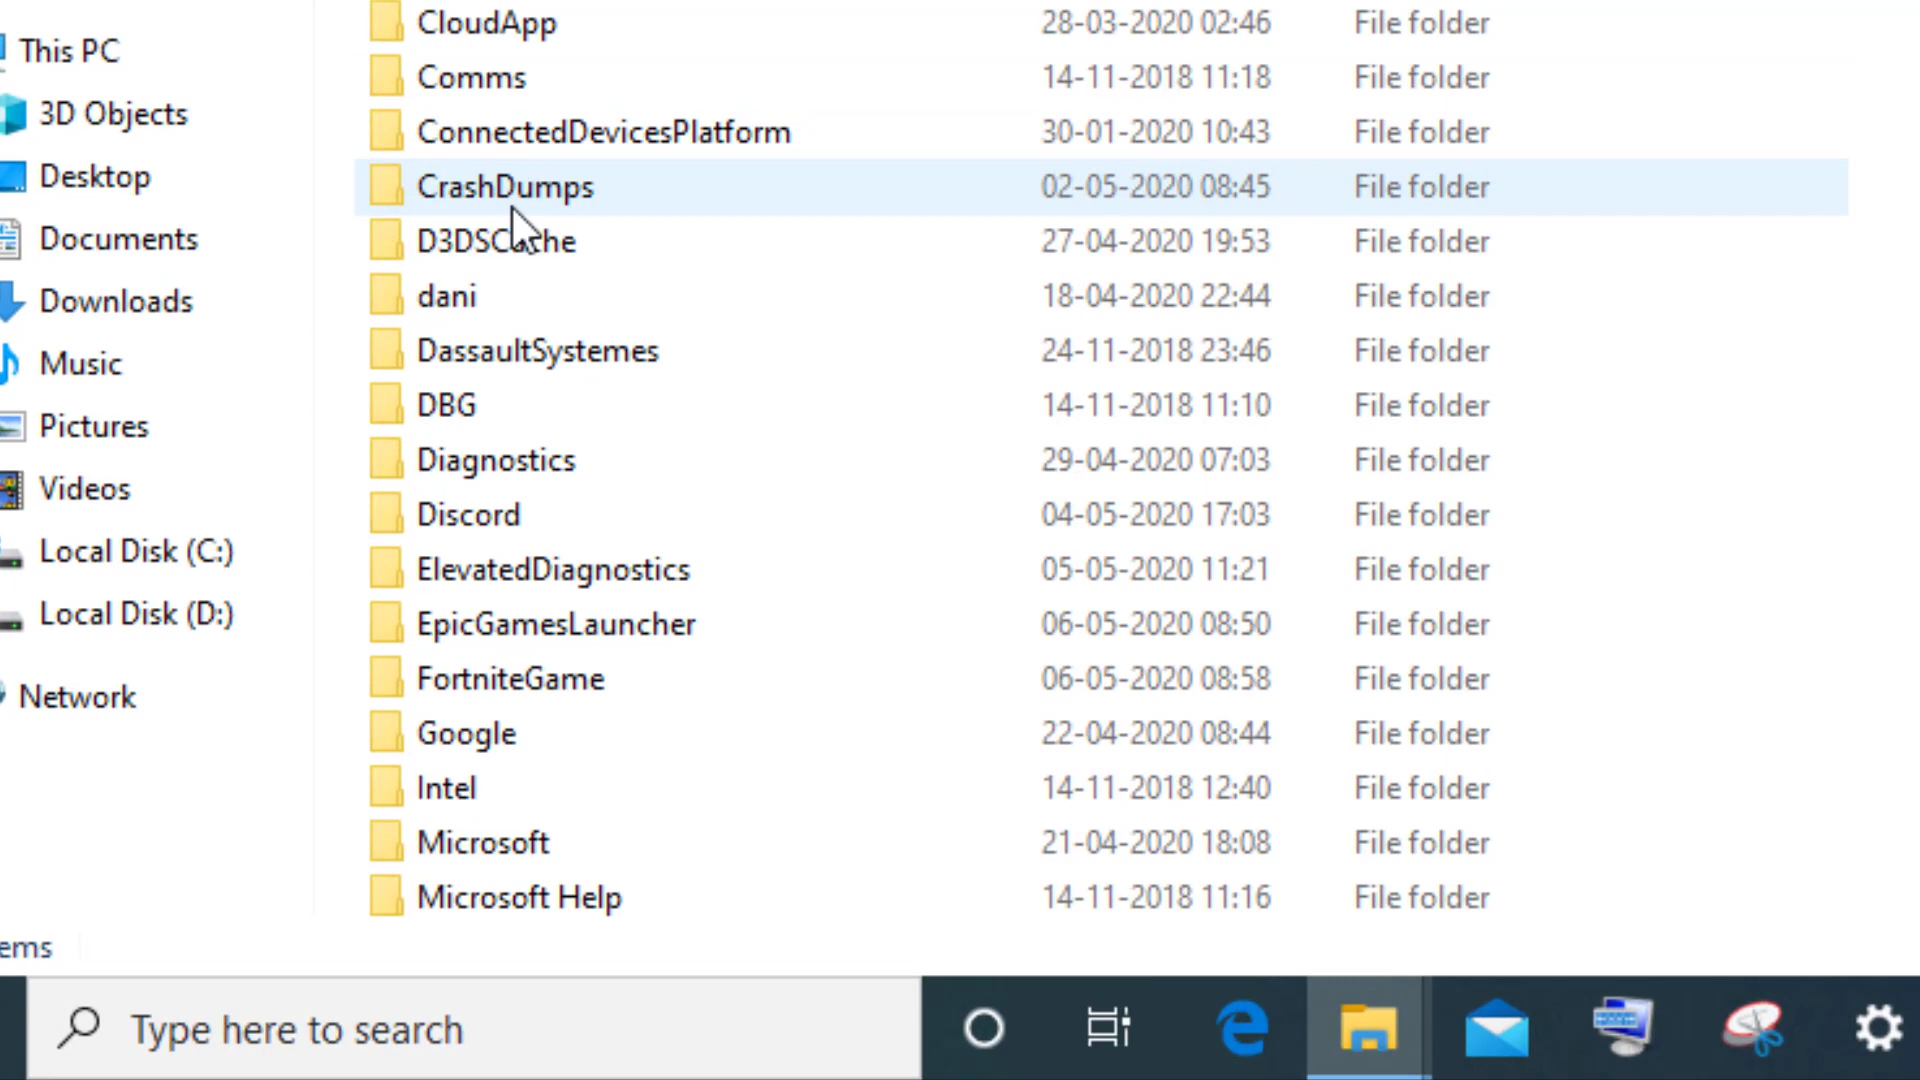 This PC
3D Objects
Desktop
Documents
Downloads
Music
Pictures
Videos
Local Disk (C:)
Local Disk (D:)
Network
CloudApp 28-03-2020 02:46 File folder
Comms 14-11-2018 11:18 File folder
ConnectedDevicesPlatform 30-01-2020 10:43 File folder
CrashDumps 02-05-2020 08:45 File folder
D3DSCache 27-04-2020 19:53 File folder
dani 18-04-2020 22:44 File folder
DassaultSystemes 24-11-2018 23:46 File folder
DBG 14-11-2018 11:10 File folder
Diagnostics 29-04-2020 07:03 File folder
Discord 04-05-2020 17:03 File folder
ElevatedDiagnostics 05-05-2020 11:21 File folder
EpicGamesLauncher 06-05-2020 08:50 File folder
FortniteGame 06-05-2020 08:58 File folder
Google 22-04-2020 08:44 File folder
Intel 14-11-2018 12:40 File folder
Microsoft 21-04-2020 18:08 File folder
Microsoft Help 14-11-2018 11:16 File folder
ems
Type here to search